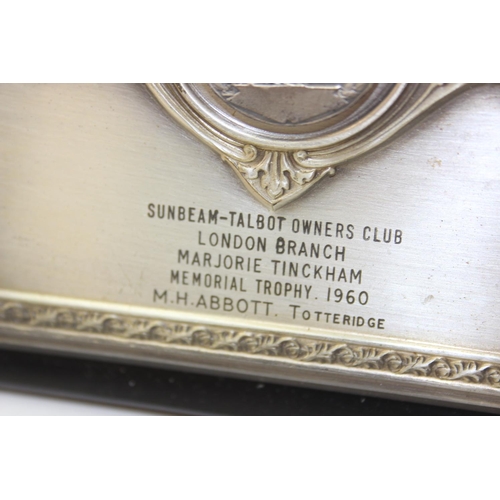 SUNBEAM-TALBOT OWNERS CLUB
LONDON BRANCH
MARJORIE TINCKHAM
MEMORIAL TROPHY. 1960
M.H.ABBOTT. TOTTERIDGE